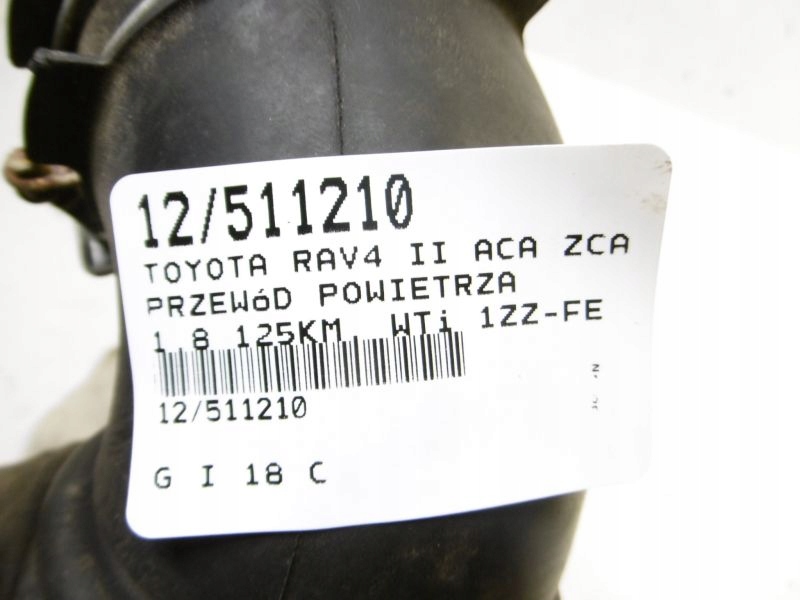 12/511210
TOYOTA RAV4 II ACA ZCA
PRZEWóD POWIETRZA
1 8 125KM WTi 1ZZ-FE
12/511210
G I 18 C